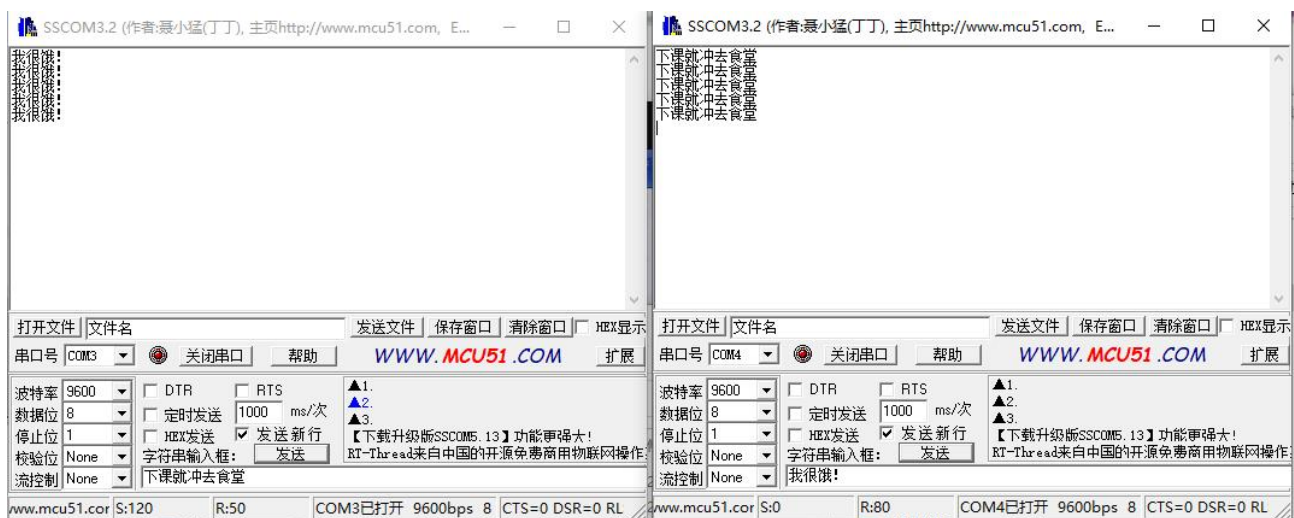 SSCOM3.2 (作者:聂小猛(丁丁), 主页http://www.mcu51.com, E...
我很饿!
我很饿!
我很饿!
我很饿!
我很饿!
打开文件 文件名 发送文件 保存窗口 清除窗口 HEX显示
串口号 COM3 关闭串口 帮助 WWW.MCU51.COM 扩展
波特率 9600 DTR RTS
数据位 8 定时发送 1000 ms/次
停止位 1 HEX发送 发送新行
校验位 None 字符串输入框: 发送
流控制 None 下课就冲去食堂
▲1.
▲2.
▲3.
【下载升级版SSCOM5.13】功能更强大!
RT-Thread来自中国的开源免费商用物联网操作
www.mcu51.cor S:120 R:50 COM3已打开 9600bps 8 CTS=0 DSR=0 RL
SSCOM3.2 (作者:聂小猛(丁丁), 主页http://www.mcu51.com, E...
下课就冲去食堂
下课就冲去食堂
下课就冲去食堂
下课就冲去食堂
下课就冲去食堂
打开文件 文件名 发送文件 保存窗口 清除窗口 HEX显示
串口号 COM4 关闭串口 帮助 WWW.MCU51.COM 扩展
波特率 9600 DTR RTS
数据位 8 定时发送 1000 ms/次
停止位 1 HEX发送 发送新行
校验位 None 字符串输入框: 发送
流控制 None 我很饿!
▲1.
▲2.
▲3.
【下载升级版SSCOM5.13】功能更强大!
RT-Thread来自中国的开源免费商用物联网操作
www.mcu51.cor S:0 R:80 COM4已打开 9600bps 8 CTS=0 DSR=0 RL